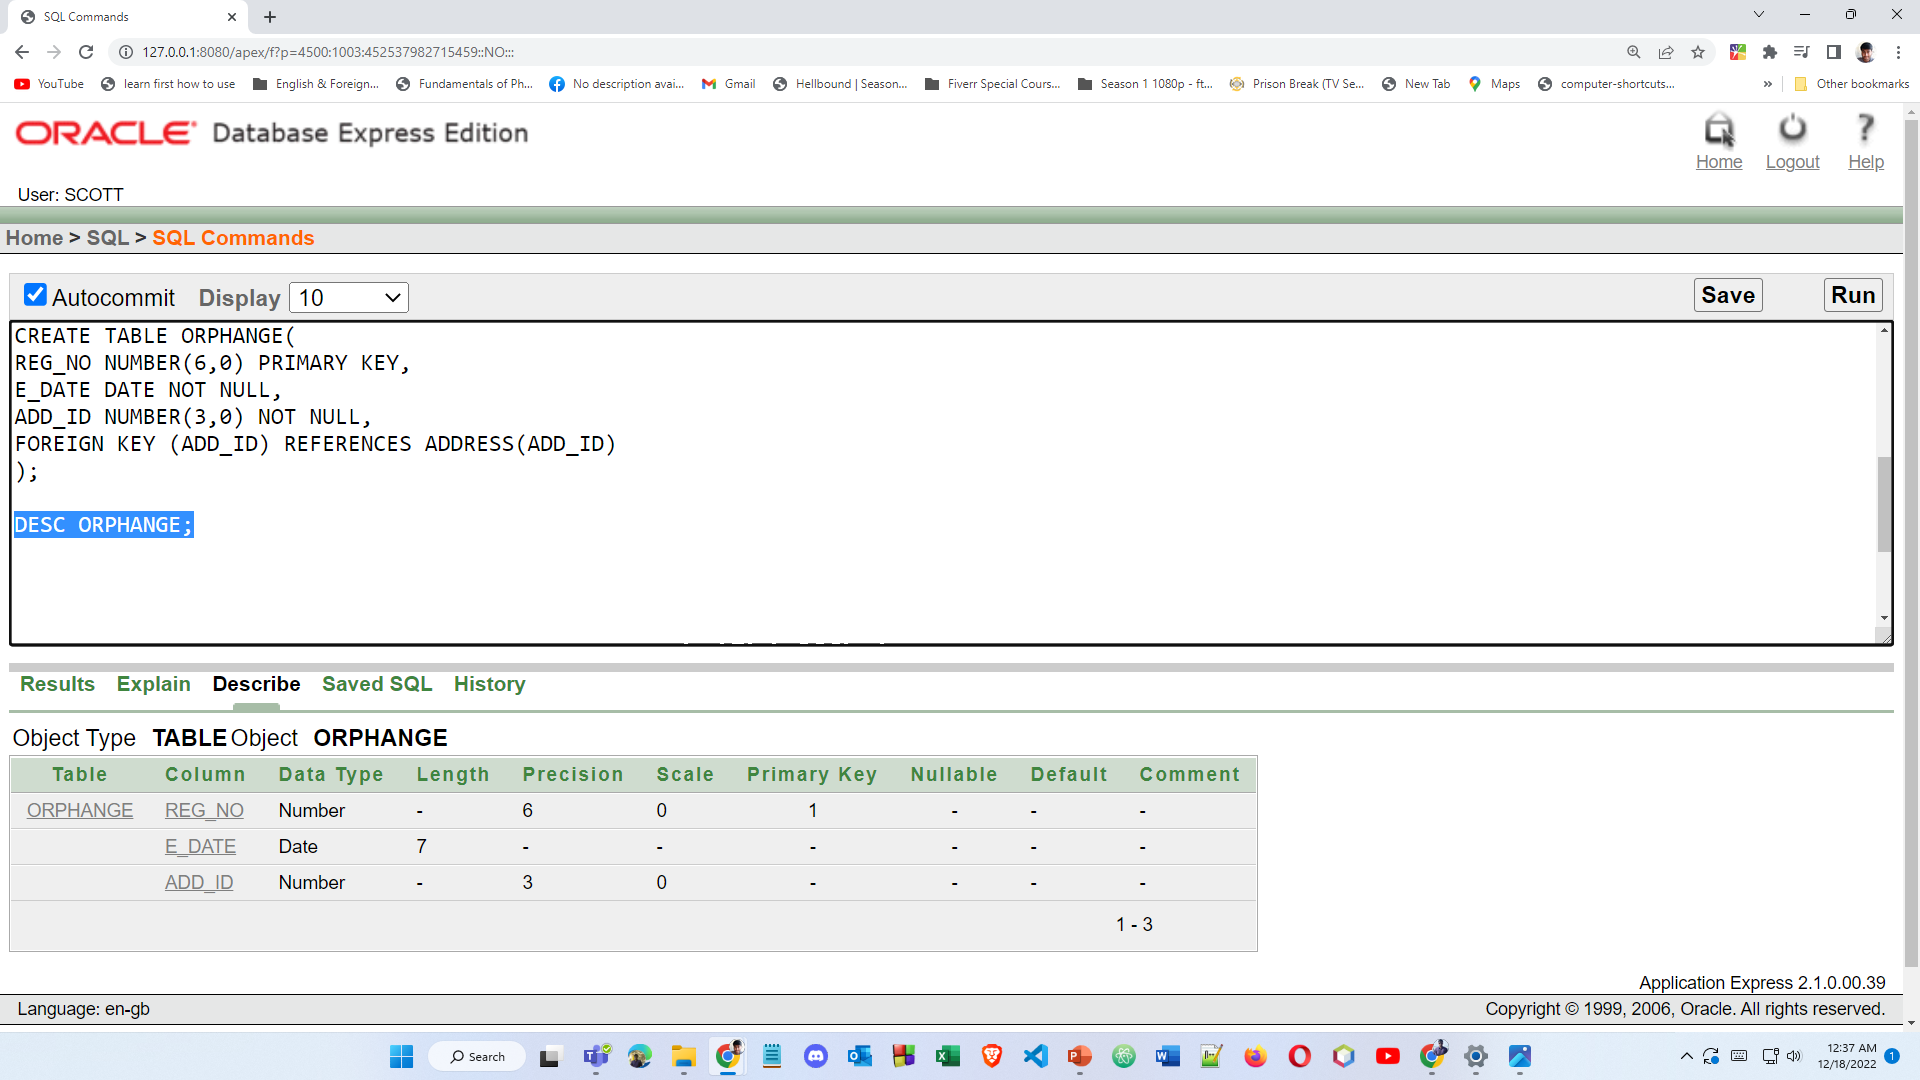 SQL Commands
127.0.0.1:8080/apex/f?p=4500:1003:452537982715459::NO:::
YouTube learn first how to use English & Foreign... Fundamentals of Ph... No description avai... Gmail Hellbound | Season... Fiverr Special Cours... Season 1 1080p - ft... Prison Break (TV Se... New Tab Maps computer-shortcuts... » Other bookmarks
ORACLE Database Express Edition
Home Logout Help
User: SCOTT
Home > SQL > SQL Commands
Autocommit Display 10 Save Run
CREATE TABLE ORPHANGE(
REG_NO NUMBER(6,0) PRIMARY KEY,
E_DATE DATE NOT NULL,
ADD_ID NUMBER(3,0) NOT NULL,
FOREIGN KEY (ADD_ID) REFERENCES ADDRESS(ADD_ID)
);
DESC ORPHANGE;
Results Explain Describe Saved SQL History
Object Type TABLE Object ORPHANGE
Table Column Data Type Length Precision Scale Primary Key Nullable Default Comment
ORPHANGE REG_NO Number - 6 0 1 - - -
E_DATE Date 7 - - - - - -
ADD_ID Number - 3 0 - - - -
1 - 3
Application Express 2.1.0.00.39
Language: en-gb Copyright © 1999, 2006, Oracle. All rights reserved.
Search
12:37 AM
12/18/2022 1